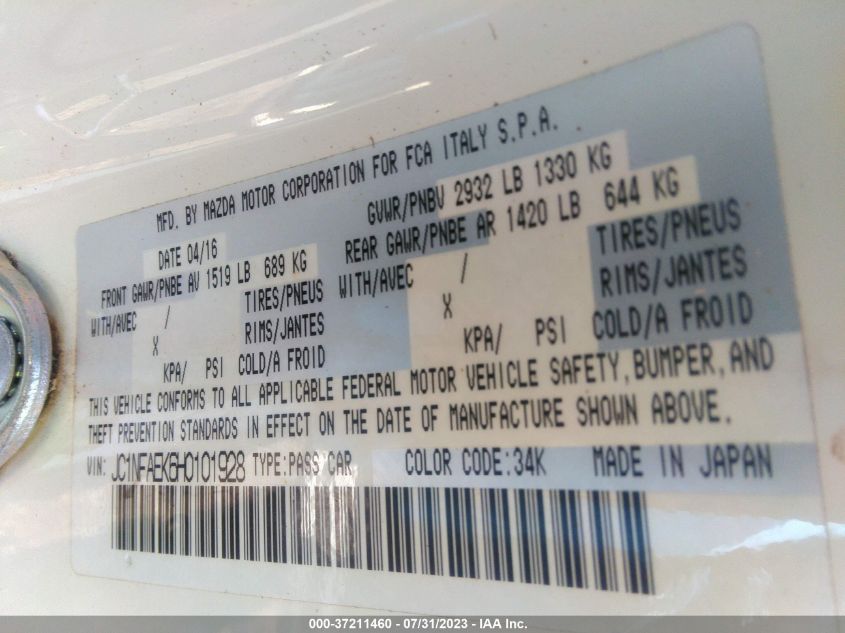 MFD. BY MAZDA MOTOR CORPORATION FOR FCA ITALY S.P.A.
DATE 04/16 GVWR/PNBV 2932 LB 1330 KG
FRONT GAWR/PNBE AV 1519 LB 689 KG REAR GAWR/PNBE AR 1420 LB 644 KG
WITH/AVEC / TIRES/PNEUS WITH/AVEC / TIRES/PNEUS
X RIMS/JANTES X RIMS/JANTES
KPA/ PSI COLD/A FROID KPA/ PSI COLD/A FROID
THIS VEHICLE CONFORMS TO ALL APPLICABLE FEDERAL MOTOR VEHICLE SAFETY, BUMPER, AND
THEFT PREVENTION STANDARDS IN EFFECT ON THE DATE OF MANUFACTURE SHOWN ABOVE.
VIN: JC1NFAEK6H0101928 TYPE:PASS CAR COLOR CODE:34K MADE IN JAPAN
000-37211460 - 07/31/2023 - IAA Inc.